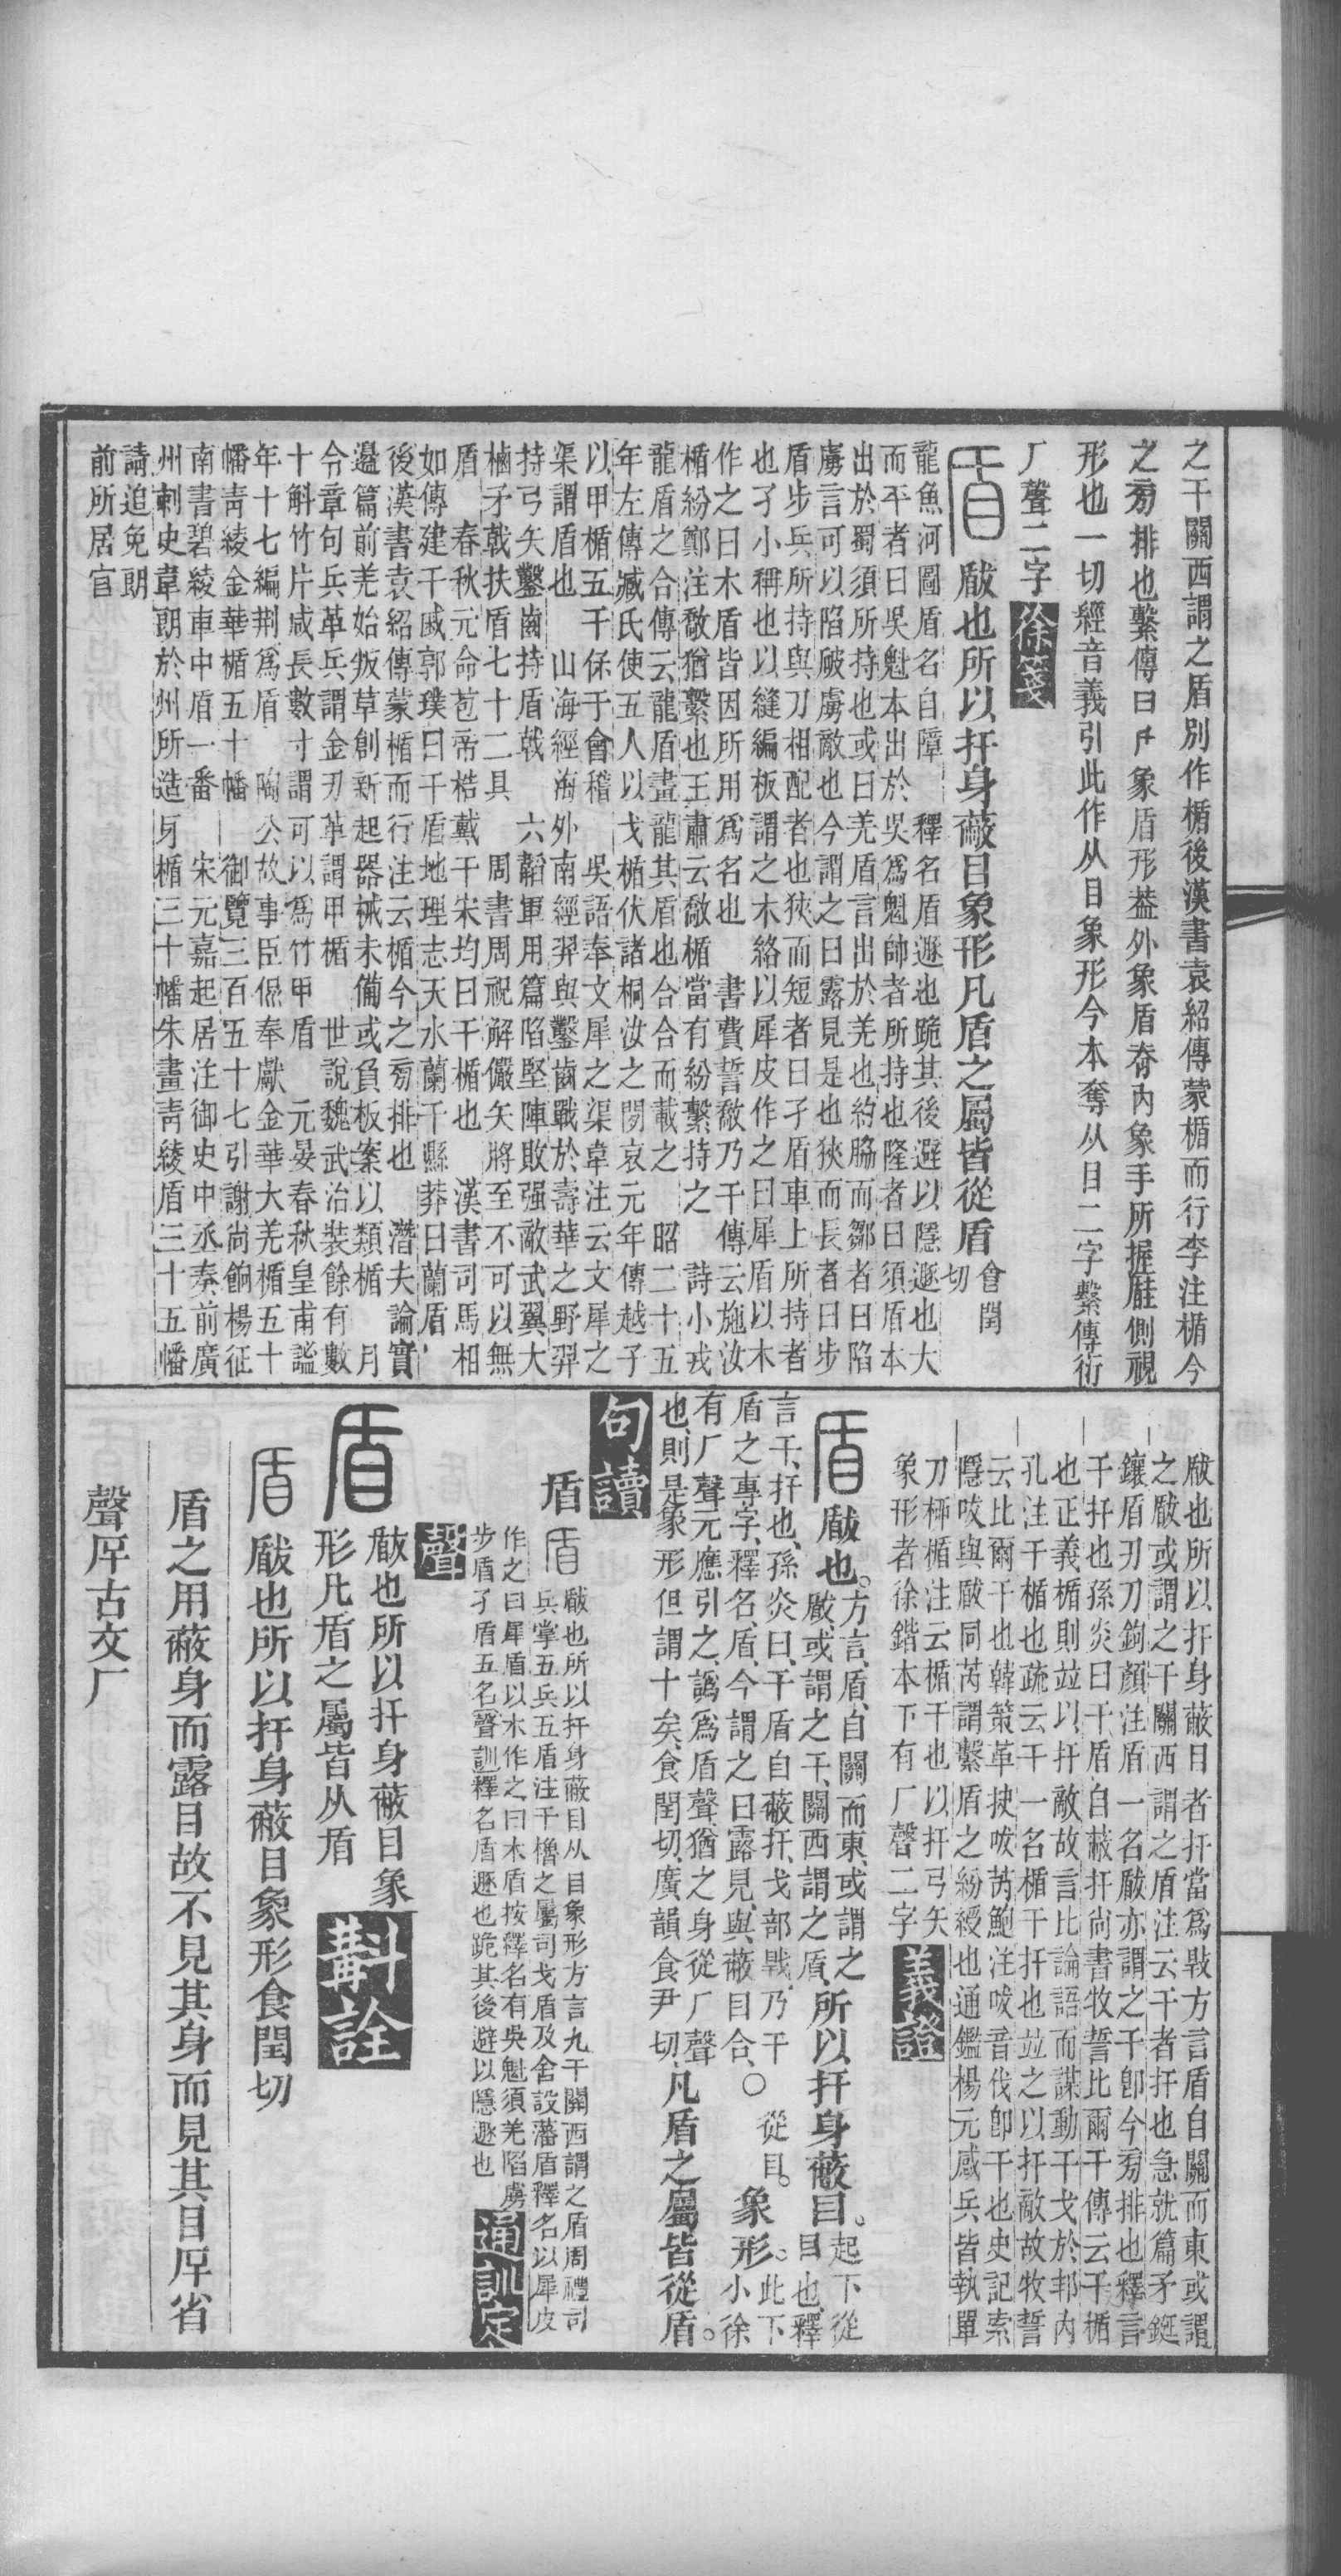 之干關西謂之盾別作楯後漢書袁紹傳蒙楯而行李注楯今
之旁排也繫傳曰𠂆象盾形葢外象盾脊內象手所握㕠側視
形也一切經音義引此作从目象形今本奪从目二字繫傳衍
𠂆聲二字徐箋
盾 瞂也所以扞身蔽目象形凡盾之屬皆從盾 食閏切
龍魚河圖盾名自障 釋名盾遯也跪其後避以隱遯也大
而平者曰吳魁本出於吳爲魁帥者所持也隆者曰須盾本
出於蜀須所持也或曰羌盾言出於羌也約脇而鄒者曰陷
虜言可以陷破虜敵也今謂之曰露見是也狹而長者曰步
盾步兵所持與刀相配者也狹而短者曰孑盾車上所持者
也孑小稱也以縫編板謂之木絡以犀皮作之曰犀盾以木
作之曰木盾皆因所用爲名也 書費誓敿乃干傳云施汝
楯紛鄭注敿猶繫也王肅云敿楯當有紛繫持之 詩小戎
龍盾之合傳云龍盾畫龍其盾也合合而載之 昭二十五
年左傳臧氏使五人以戈楯伏諸桐汝之閭哀元年傳越子
以甲楯五千保于會稽 吳語奉文犀之渠韋注云文犀之
渠謂盾也 山海經海外南經羿與鑿齒戰於壽華之野羿
持弓矢鑿齒持盾戟 六韜軍用篇陷堅陣敗强敵武翼大
櫓矛戟扶盾七十二具 周書周祝解儼矢將至不可以無
盾 春秋元命苞帝梏戴干宋均曰干楯也 漢書司馬相
如傳建干戚郭璞曰干盾地理志天水蘭干縣莽曰蘭盾
後漢書袁紹傳蒙楯而行注云楯今之旁排也 潛夫論實
邊篇前羌始叛草創新起器械未備或負板案以類楯 月
令章句兵革兵謂金刃革謂甲楯 世說魏武治裝餘有數
十斛竹片咸長數寸謂可以爲竹甲盾 元晏春秋皇甫謐
年十七編荆爲盾 陶公故事臣侃奉獻金華大羌楯五十
幡青綾金華楯五十幡 御覽三百五十七引謝尚餉楊征
南書碧綾車中盾一番 宋元嘉起居注御史中丞奏前廣
州刺史韋朗於州所造牙楯三十幡朱畫青綾盾三十五幡
請追免朗
前所居官
瞂也所以扞身蔽目者扞當爲戟方言盾自關而東或謂
之瞂或謂之干關西謂之盾注云干者扞也急就篇矛鋋
鑲盾刃刀鉤顏注盾一名瞂亦謂之干卽今旁排也釋言
干扞也孫炎曰干盾自蔽扞尚書牧誓比爾干傳云干楯
也正義楯則竝以扞敵故言比論語而謀動干戈於邦內
孔注干楯也疏云干一名楯干扞也竝之以扞敵故牧誓
云比爾干也韓策革抉㕹芮鮑注㕹音伐卽干也史記索
隱㕹與瞂同芮謂繫盾之紛綬也通鑑楊元感兵皆執單
刀柳楯注云楯干也以扞弓矢
象形者徐鍇本下有𠂆聲二字義證
盾 瞂也。方言、盾、自關而東、或謂之瞂、或謂之干、關西謂之盾、所以扞身蔽目。起下從目也、釋
言、干、扞也、孫炎曰、干盾自蔽扞、戈部戰、乃干
盾之專字、釋名、盾、今謂之曰露見、與蔽目合、○從目。象形。此下小徐
有𠂆聲元應引之、譌爲盾聲、猶之身從𠂆聲
也、則是象形但謂十矣、食閏切、廣韻食尹切、凡盾之屬皆從盾。
句讀
盾 盾 瞂也所以扞身蔽目从目象形方言九干關西謂之盾周禮司
兵掌五兵五盾注干櫓之屬司戈盾及舍設藩盾釋名以犀皮
作之曰犀盾以木作之曰木盾按釋名有吳魁須羌陷虜
步盾孑盾五名聲訓釋名盾遯也跪其後避以隱遯也 通訓定
聲
盾 瞂也所以扞身蔽目象
形凡盾之屬皆从盾 斠詮
盾 瞂也所以扞身蔽目象形食閏切
盾之用蔽身而露目故不見其身而見其目厈省
聲厈古文𠂆